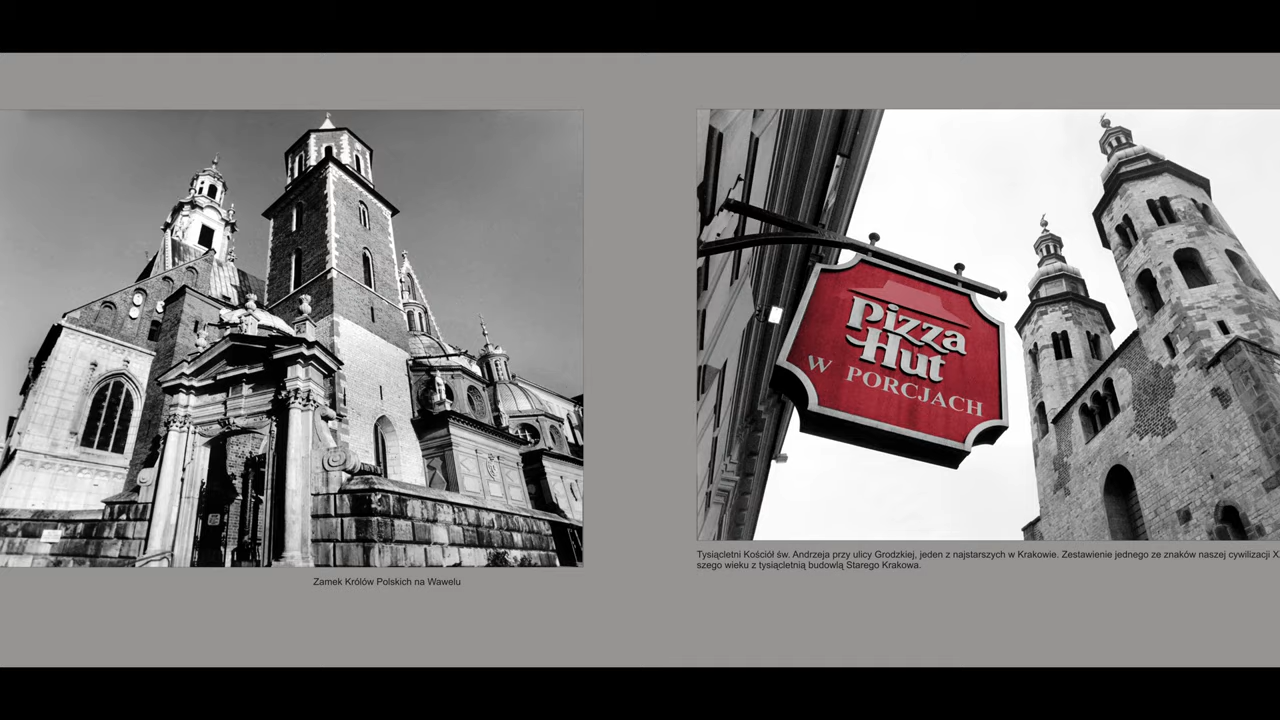 Zamek Królów Polskich na Wawelu
Pizza
Hut
W PORCJACH
Tysiącletni Kościół św. Andrzeja przy ulicy Grodzkiej, jeden z najstarszych w Krakowie. Zestawienie jednego ze znaków naszej cywilizacji
szego wieku z tysiącletnią budowlą Starego Krakowa.